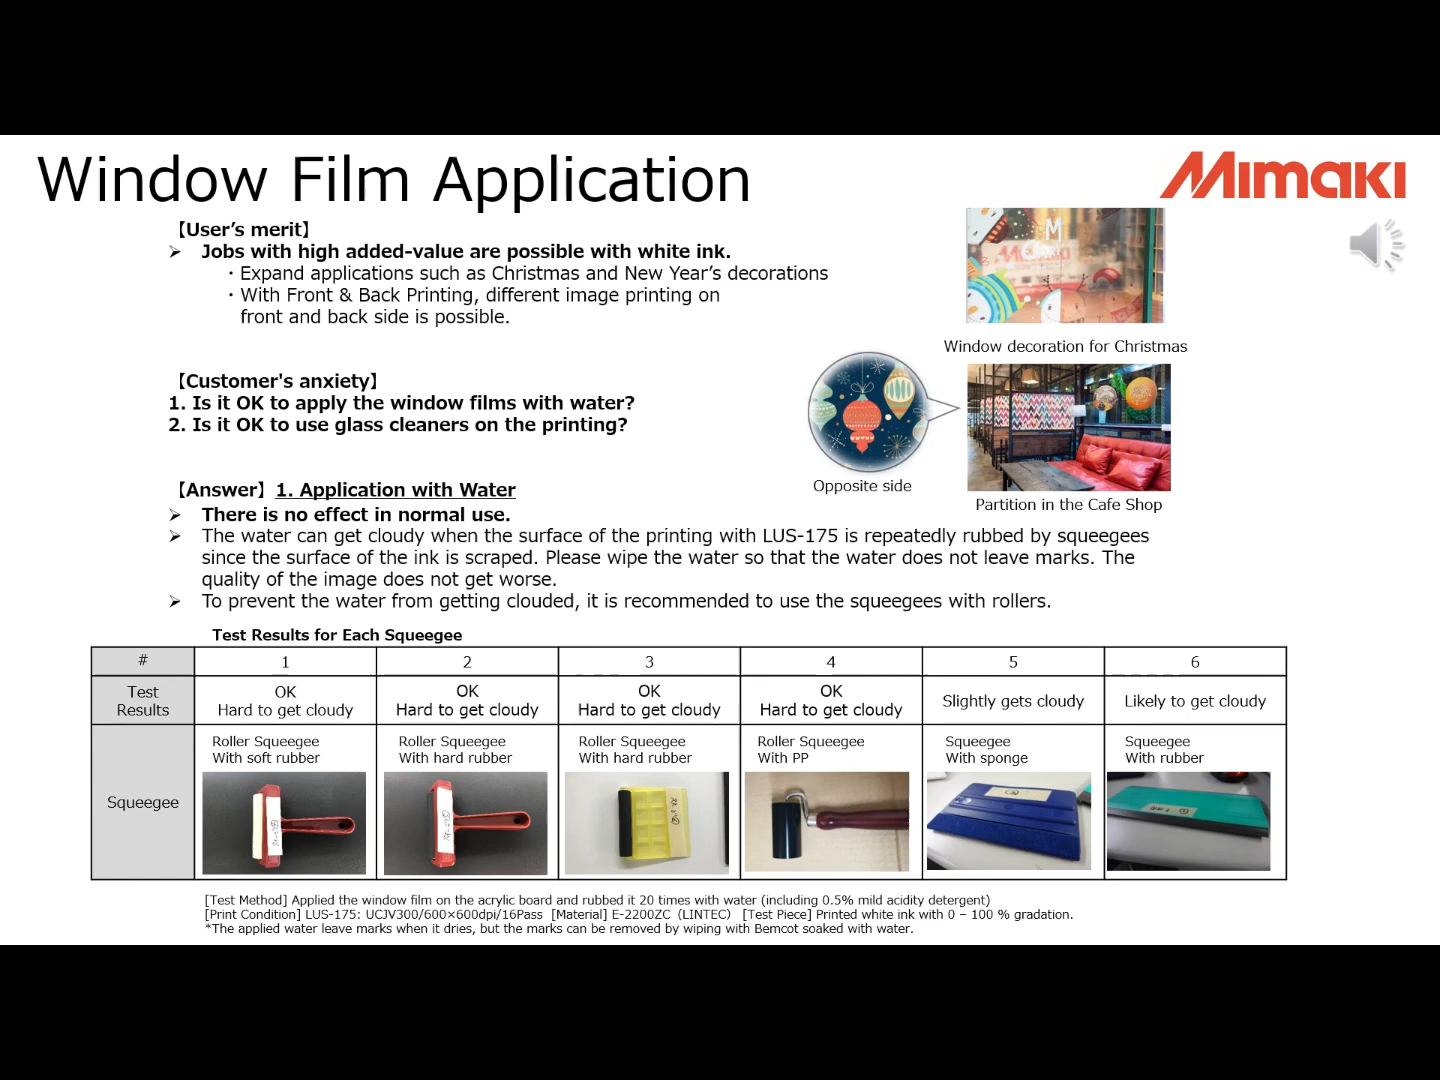 Window Film Application
Mimaki
【User’s merit】
➢ Jobs with high added-value are possible with white ink.
・Expand applications such as Christmas and New Year’s decorations
・With Front & Back Printing, different image printing on
front and back side is possible.
Window decoration for Christmas
【Customer's anxiety】
1. Is it OK to apply the window films with water?
2. Is it OK to use glass cleaners on the printing?
Opposite side
Partition in the Cafe Shop
【Answer】1. Application with Water
➢ There is no effect in normal use.
➢ The water can get cloudy when the surface of the printing with LUS-175 is repeatedly rubbed by squeegees
since the surface of the ink is scraped. Please wipe the water so that the water does not leave marks. The
quality of the image does not get worse.
➢ To prevent the water from getting clouded, it is recommended to use the squeegees with rollers.
Test Results for Each Squeegee
# 1 2 3 4 5 6
Test
Results
OK
Hard to get cloudy
OK
Hard to get cloudy
OK
Hard to get cloudy
OK
Hard to get cloudy
Slightly gets cloudy
Likely to get cloudy
Squeegee
Roller Squeegee
With soft rubber
Roller Squeegee
With hard rubber
Roller Squeegee
With hard rubber
Roller Squeegee
With PP
Squeegee
With sponge
Squeegee
With rubber
[Test Method] Applied the window film on the acrylic board and rubbed it 20 times with water (including 0.5% mild acidity detergent)
[Print Condition] LUS-175: UCJV300/600×600dpi/16Pass [Material] E-2200ZC（LINTEC） [Test Piece] Printed white ink with 0 – 100 % gradation.
*The applied water leave marks when it dries, but the marks can be removed by wiping with Bemcot soaked with water.